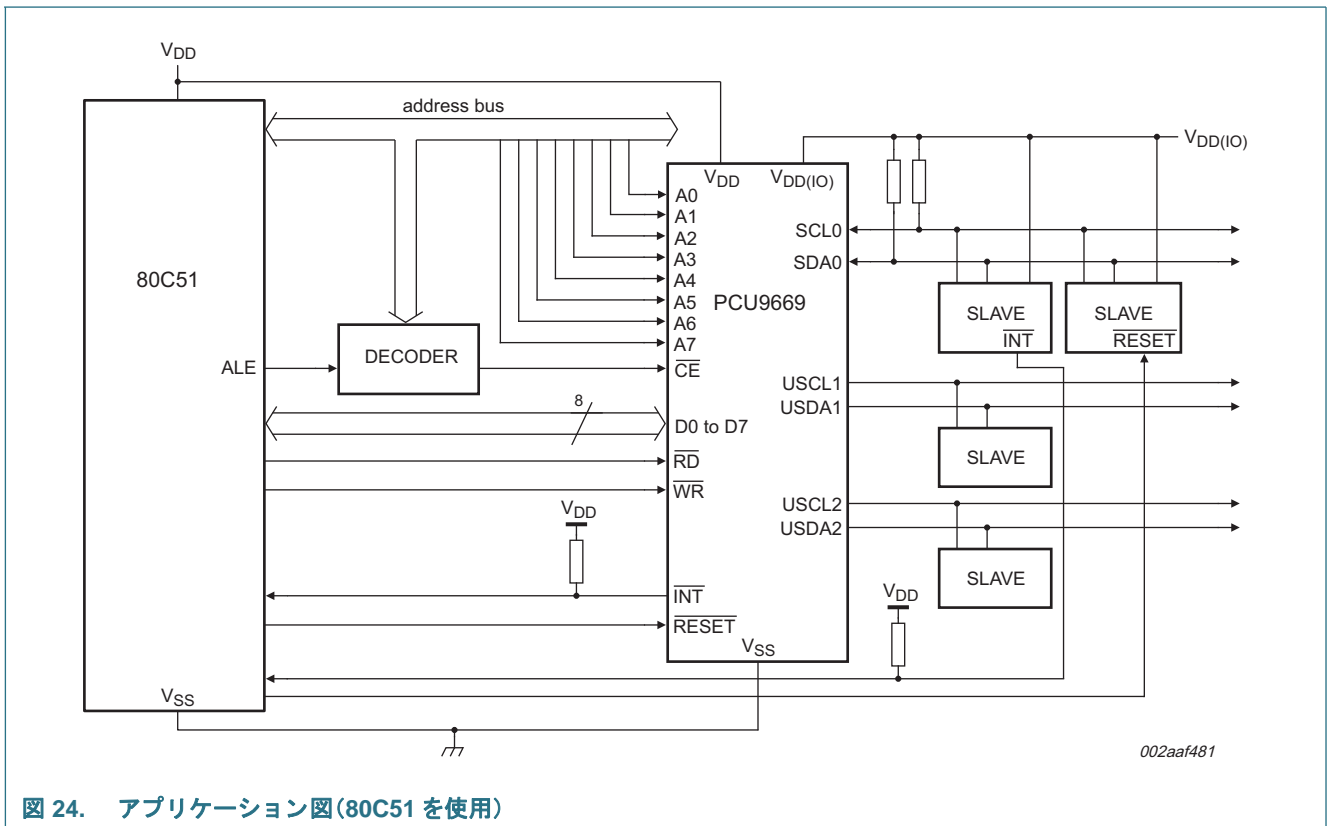 VDD
address bus
VDD
VDD(IO)
VDD(IO)
A0
A1
A2
A3
A4
A5
A6
A7
CE
80C51
ALE
DECODER
PCU9669
SCL0
SDA0
SLAVE
INT
SLAVE
RESET
8
D0 to D7
RD
WR
USCL1
USDA1
SLAVE
USCL2
USDA2
SLAVE
VDD
INT
RESET
VDD
VSS
VSS
002aaf481
図 24. アプリケーション図(80C51 を使用)